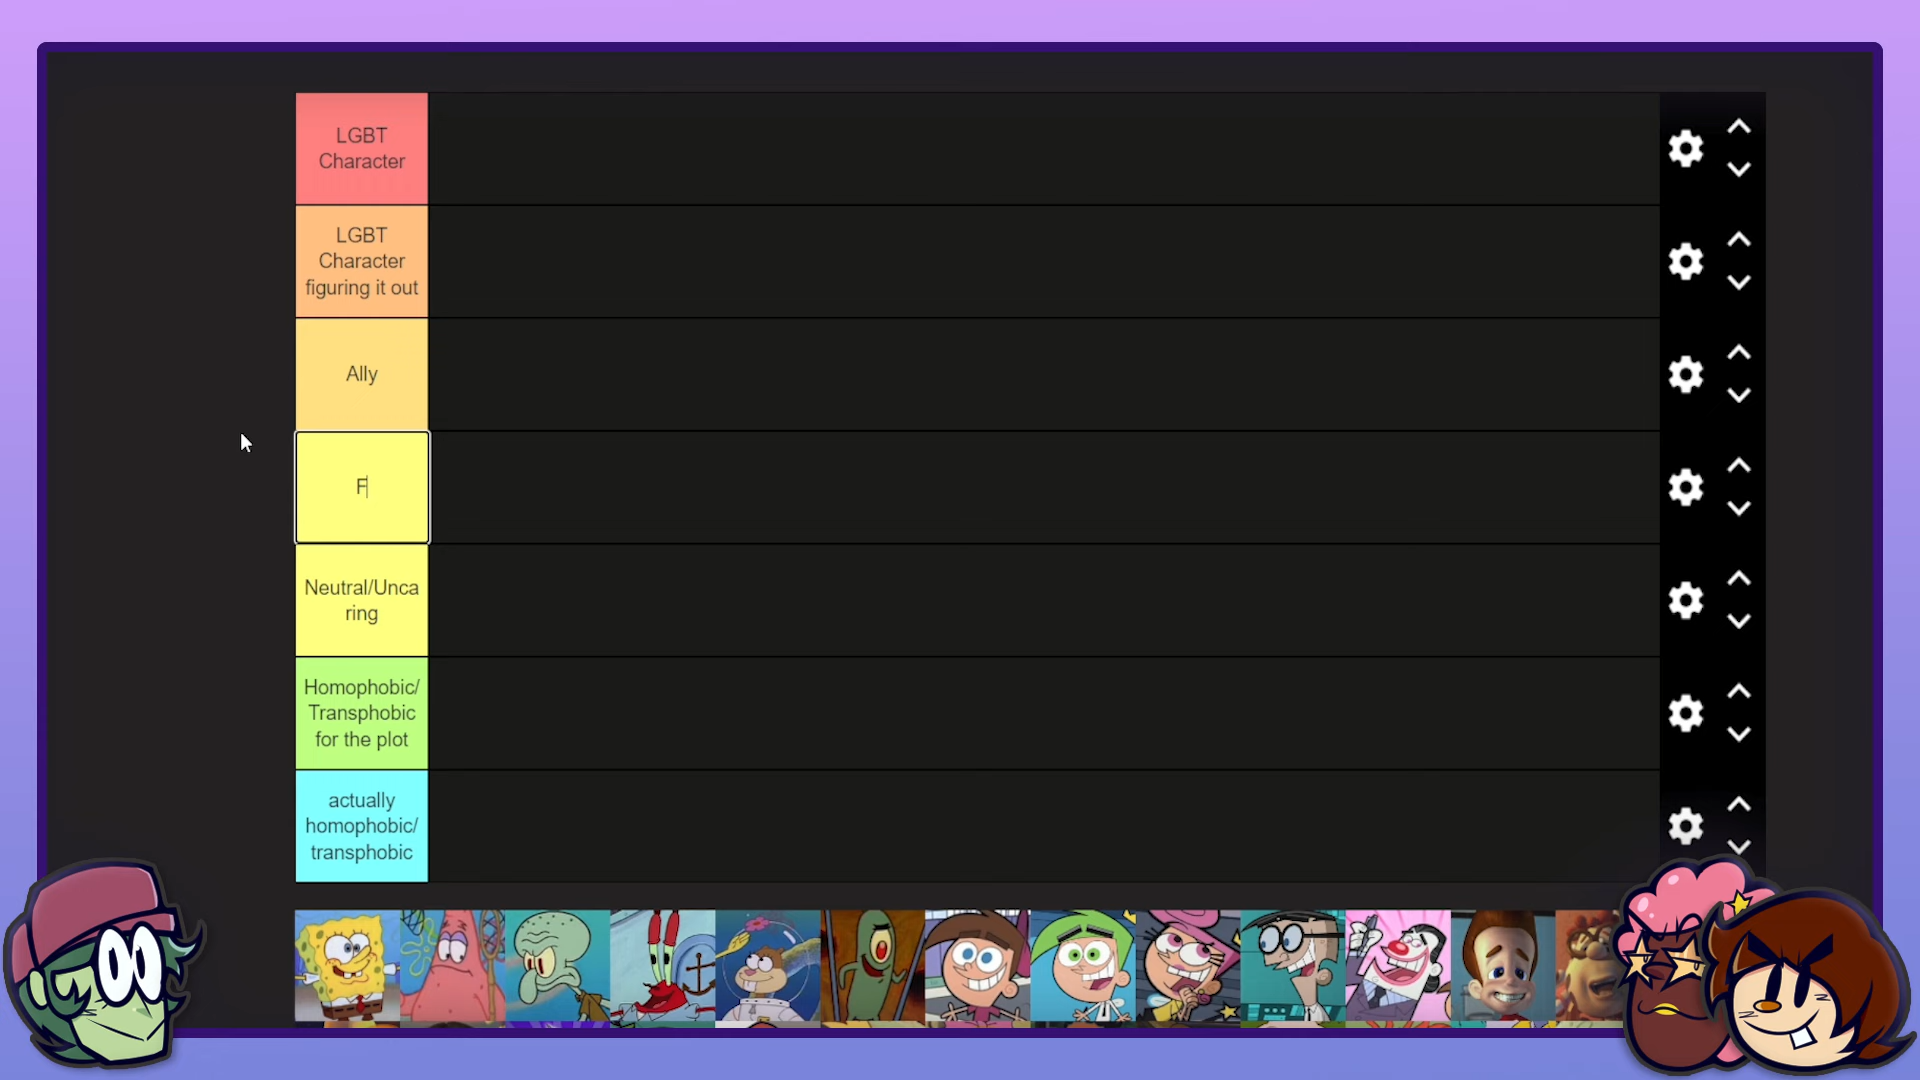 LGBT
Character
LGBT
Character
figuring it out
Ally
F
Neutral/Unca
ring
Homophobic/
Transphobic
for the plot
actually
homophobic/
transphobic